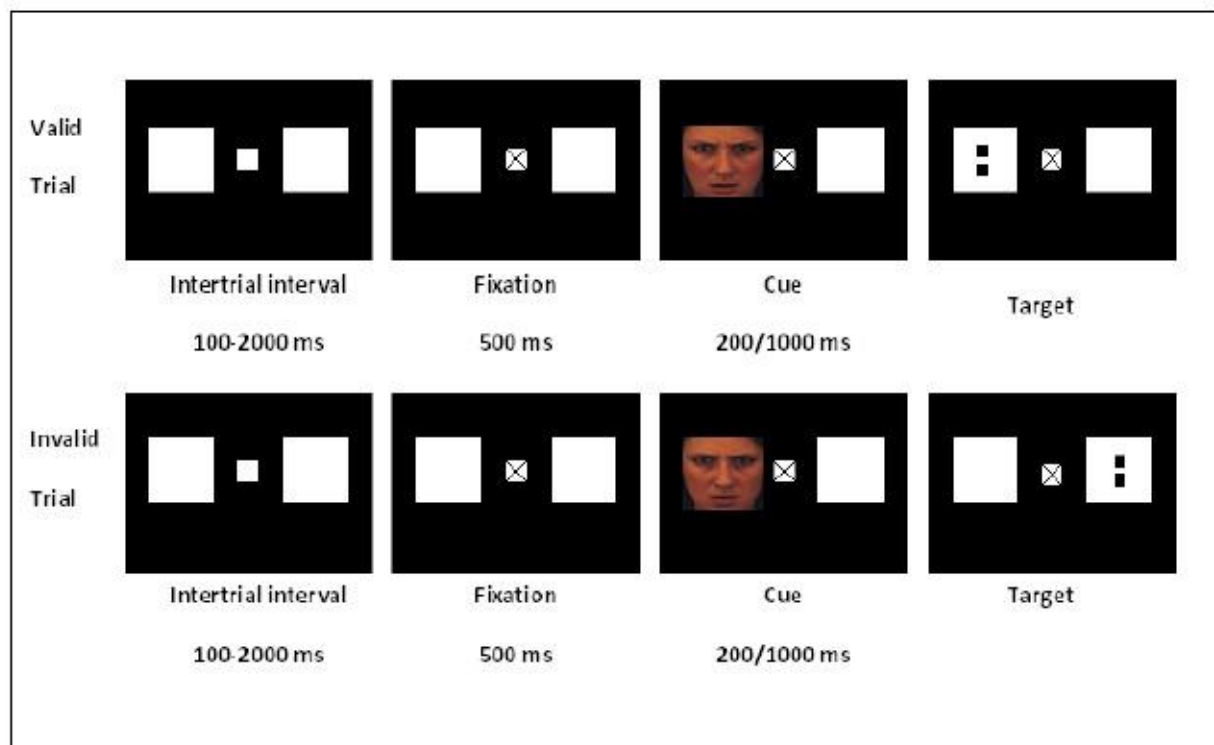 Valid
Trial
Intertrial interval
Fixation
Cue
Target
100-2000 ms
500 ms
200/1000 ms
Invalid
Trial
Intertrial interval
Fixation
Cue
Target
100-2000 ms
500 ms
200/1000 ms